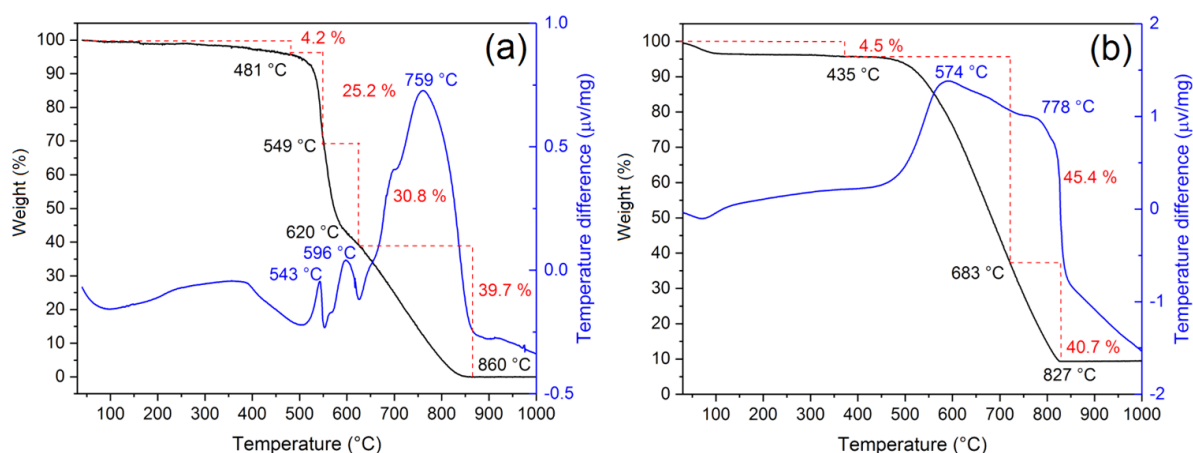 (a)
Weight (%)
100
90
80
70
60
50
40
30
20
10
0
4.2 %
481 °C
25.2 %
759 °C
549 °C
30.8 %
620 °C
596 °C
543 °C
39.7 %
860 °C
1.0
0.5
0.0
-0.5
Temperature difference (μv/mg)
100 200 300 400 500 600 700 800 900 1000
Temperature (°C)
(b)
Weight (%)
100
90
80
70
60
50
40
30
20
10
0
4.5 %
435 °C
574 °C
778 °C
45.4 %
683 °C
40.7 %
827 °C
2
1
0
-1
-2
Temperature difference (μv/mg)
100 200 300 400 500 600 700 800 900 1000
Temperature (°C)